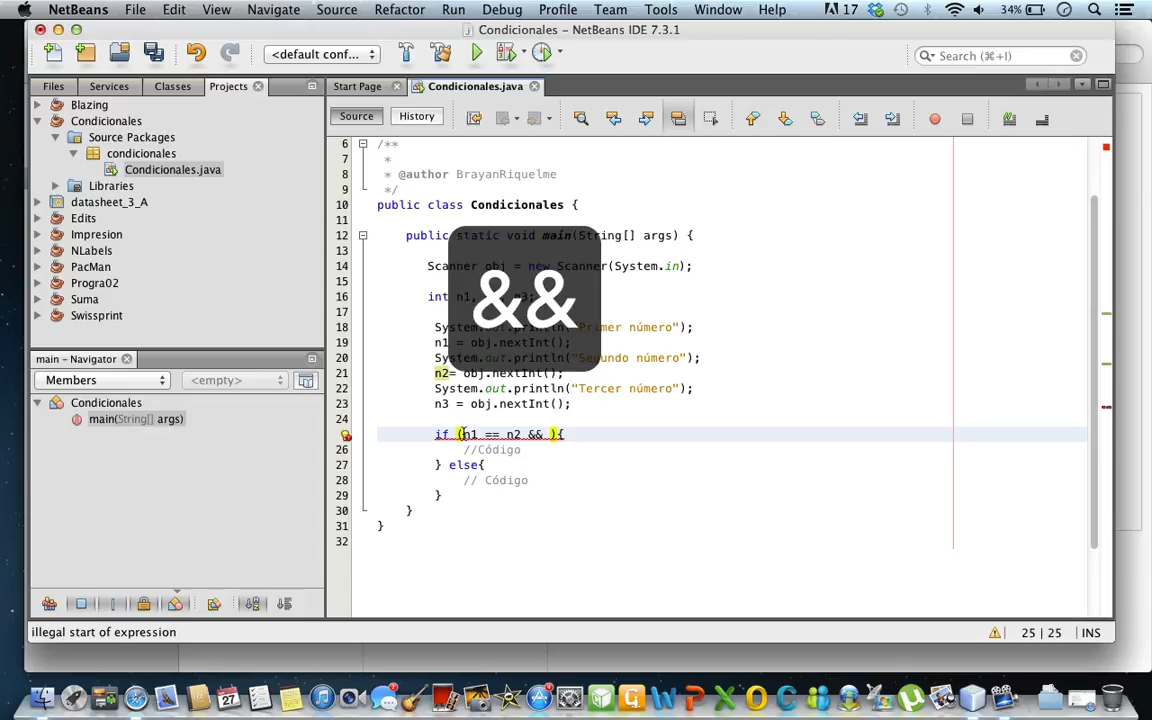 NetBeans File Edit View Navigate Source Refactor Run Debug Profile Team Tools Window Help 17 34%
Condicionales - NetBeans IDE 7.3.1
<default conf... Search (⌘+I)
Files Services Classes Projects
Start Page Condicionales.java
Source History
Blazing
Condicionales
Source Packages
condicionales
Condicionales.java
Libraries
datasheet_3_A
Edits
Impresion
NLabels
PacMan
Progra02
Suma
Swissprint
main - Navigator
Members <empty>
Condicionales
main(String[] args)
6 /**
7 *
8 * @author BrayanRiquelme
9 */
10 public class Condicionales {
11
12 public static void main(String[] args) {
13
14 Scanner obj = new Scanner(System.in);
15
16 int n1, n3;
&&
18 System.out.println("Primer número");
19 n1 = obj.nextInt();
20 System.out.println("Segundo número");
21 n2= obj.nextInt();
22 System.out.println("Tercer número");
23 n3 = obj.nextInt();
24
if (n1 == n2 && ){
26 //Código
27 } else{
28 // Código
29 }
30 }
31 }
32
illegal start of expression 25 | 25 INS
27